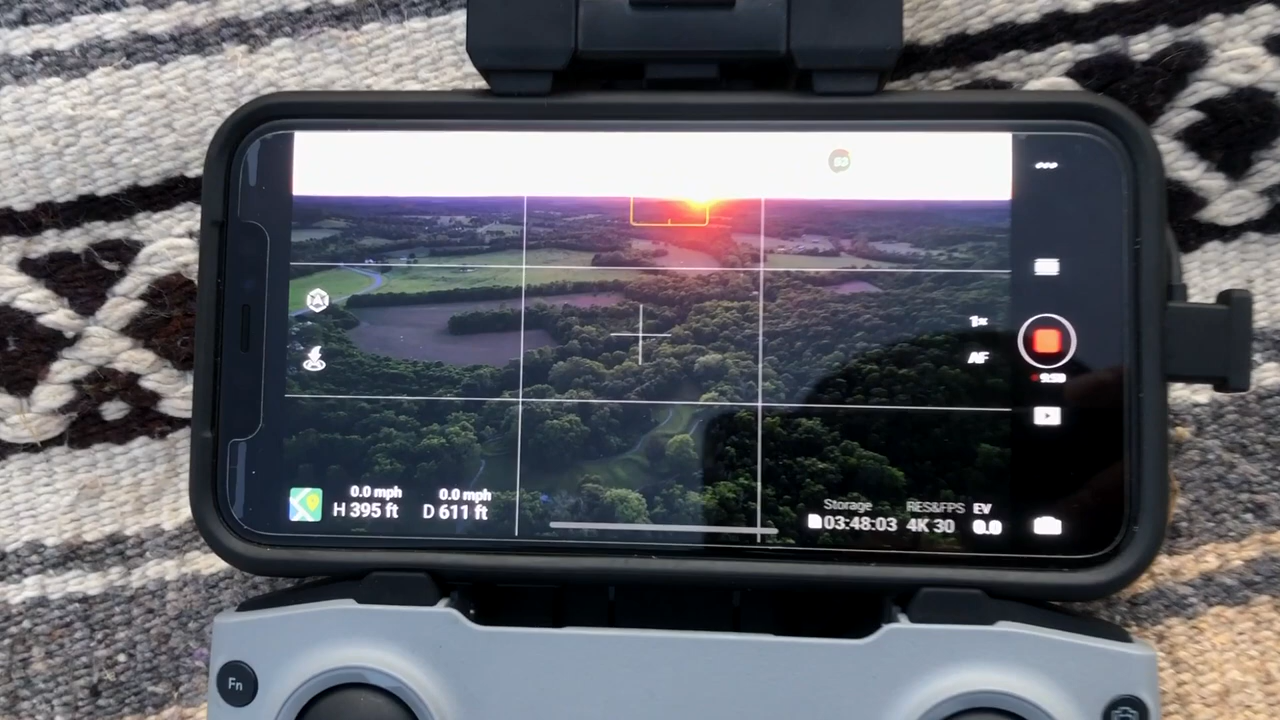 53
1x
AF
0.0 mph 0.0 mph
H 395 ft D 611 ft
Storage RES&FPS EV
03:48:03 4K 30 0.0
Fn